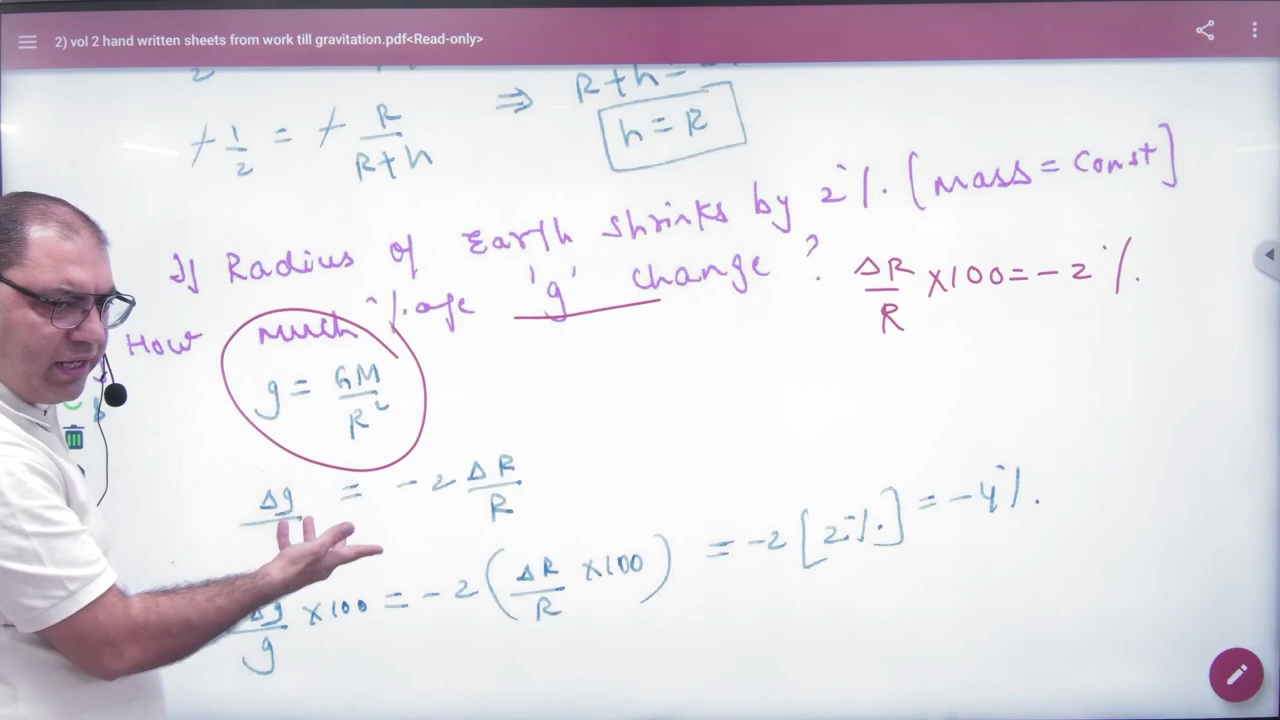 2) vol 2 hand written sheets from work till gravitation.pdf<Read-only>
2
R+h =
⇒
+ 1/2 = + R/(R+h)
h = R
If Radius of Earth shrinks by 2%. [mass = const]
How much %age 'g' change ?
ΔR/R × 100 = - 2 %.
g = GM/R²
Δg = - 2 ΔR/R
Δg/g × 100 = - 2 (ΔR/R × 100) = - 2 [2%.] = - 4%.